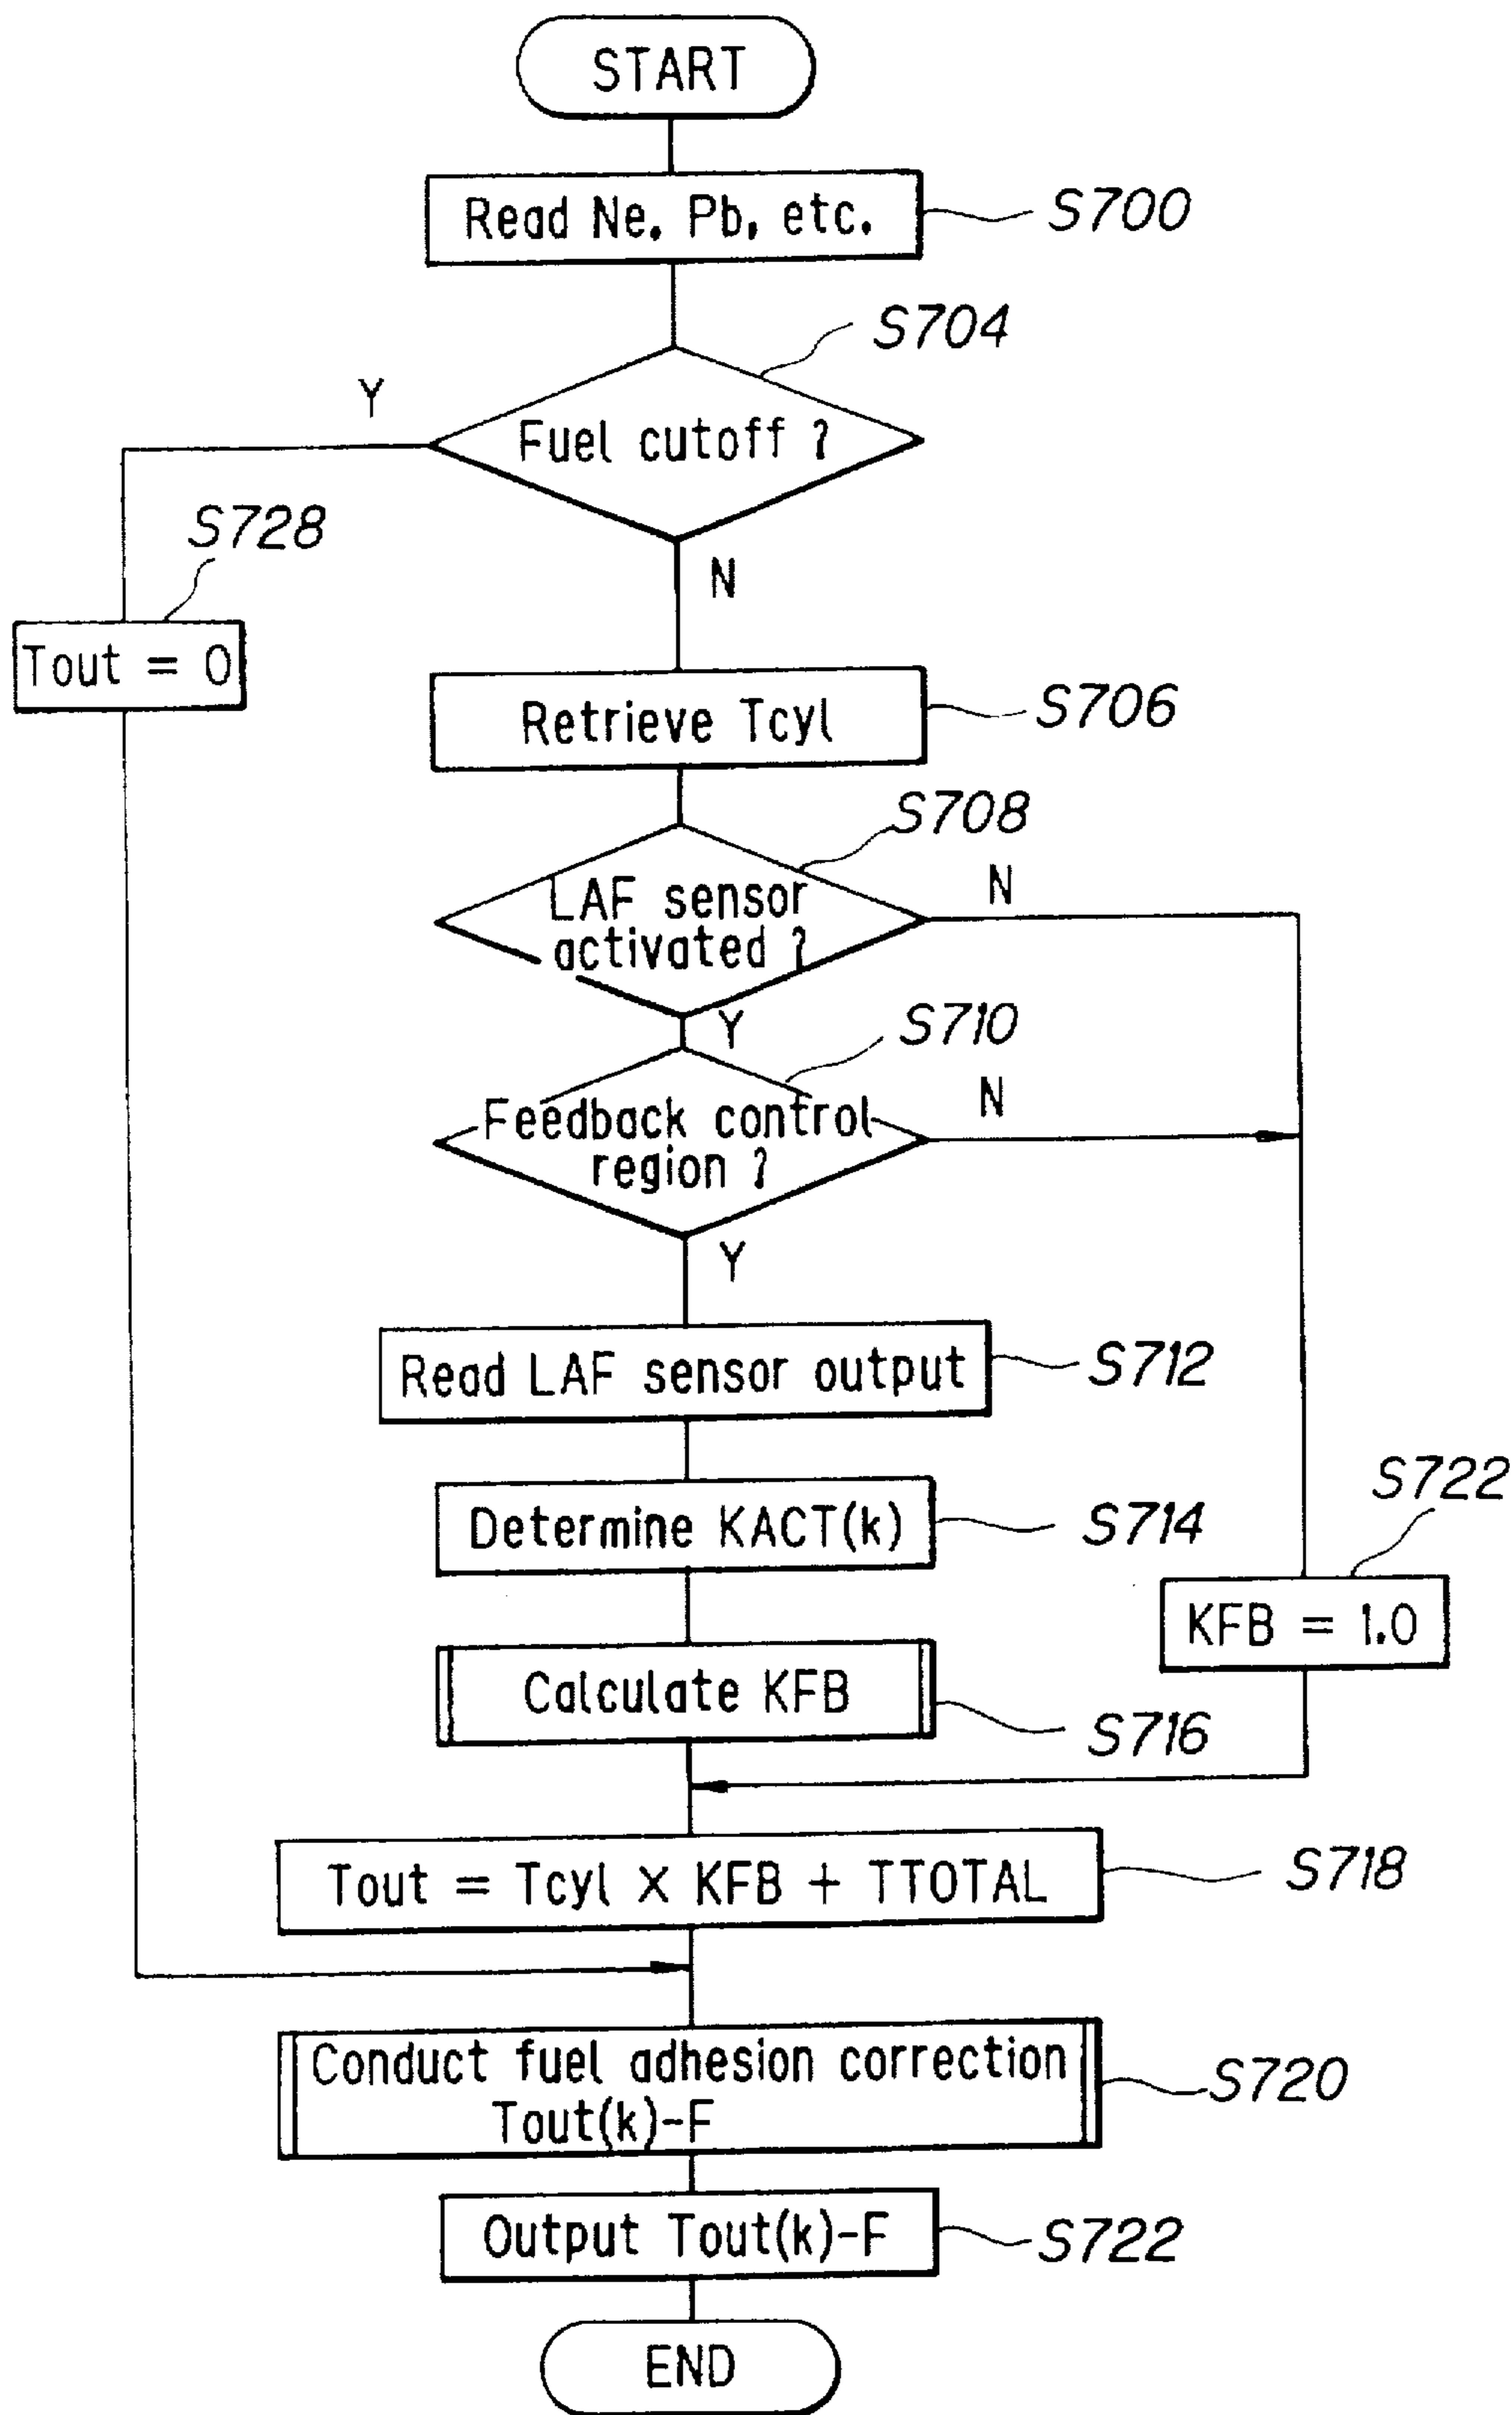 START
Read Ne. Pb, etc.
S700
S704
Y
Fuel cutoff ?
S728
N
Tout = 0
Retrieve Tcyl
S706
S708
LAF sensor
activated ?
N
Y
S710
Feedback control
region ?
N
Y
Read LAF sensor output
S712
Determine KACT(k)
S714
S722
KFB = 1.0
Calculate KFB
S716
Tout = Tcyl × KFB + TTOTAL
S718
Conduct fuel adhesion correction
Tout(k)-F
S720
Output Tout(k)-F
S722
END